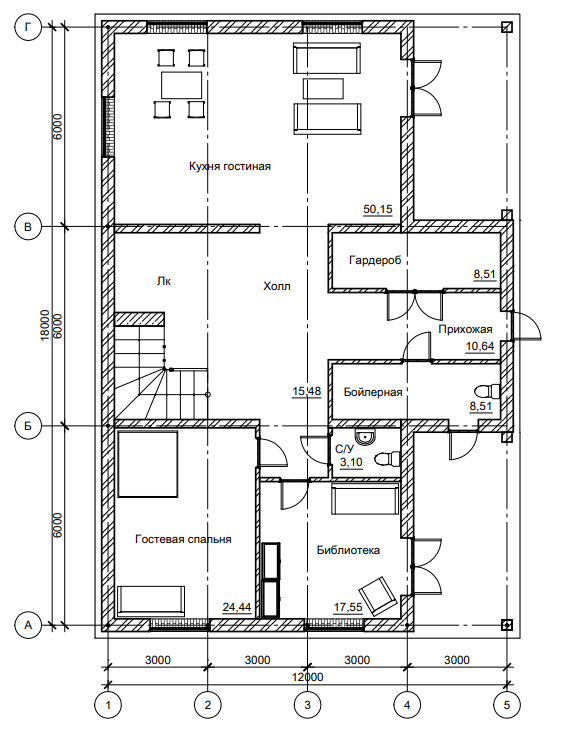 Г
6000
Кухня гостиная
50,15
В
Гардероб
8,51
Лк
Холл
18000
6000
Прихожая
10,64
15,48
Бойлерная
8,51
Б
С/У
3,10
6000
Гостевая спальня
Библиотека
24,44
17,55
А
3000
3000
3000
3000
12000
1
2
3
4
5